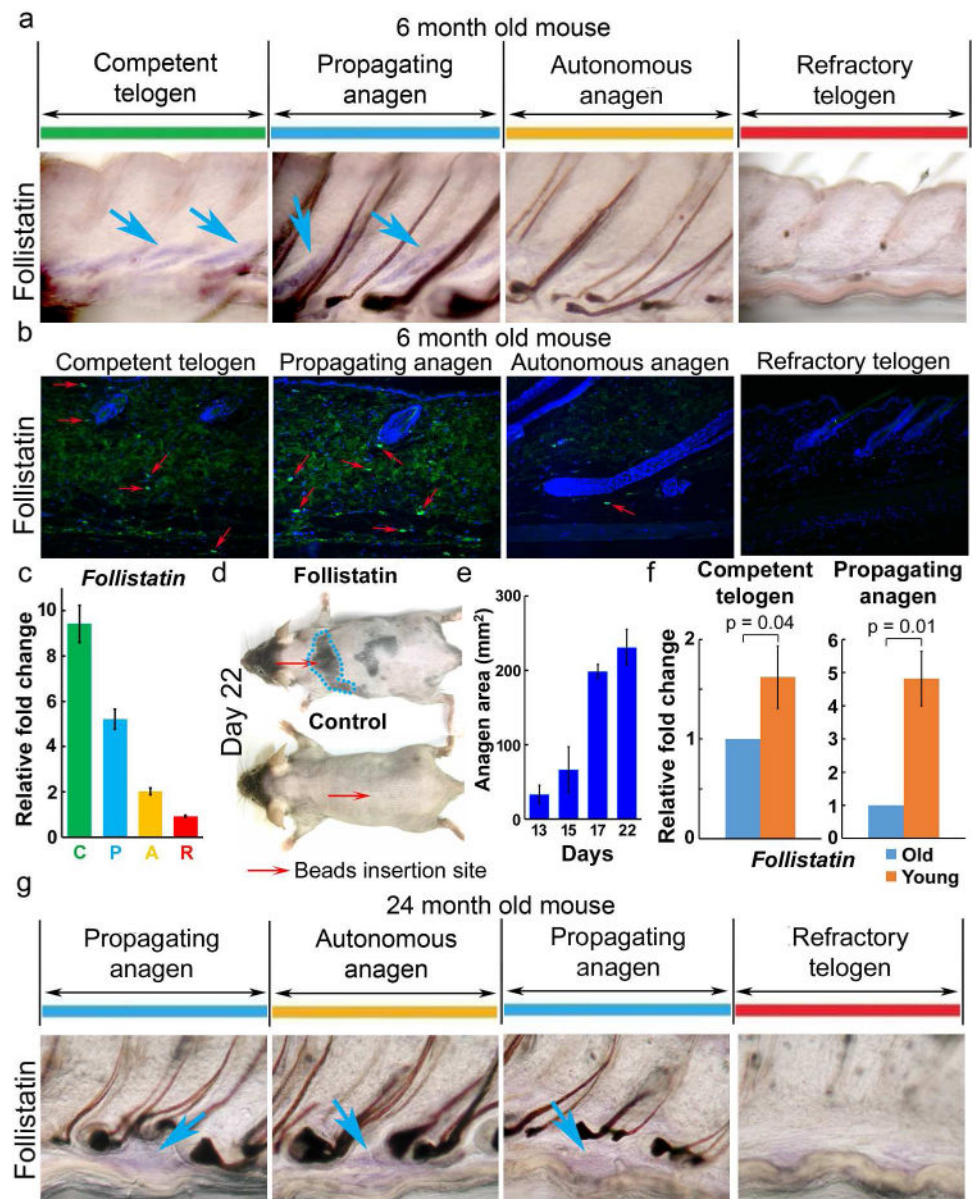 a
6 month old mouse
Competent telogen
Propagating anagen
Autonomous anagen
Refractory telogen
Follistatin
b
6 month old mouse
Competent telogen
Propagating anagen
Autonomous anagen
Refractory telogen
Follistatin
c
Follistatin
Relative fold change
10
8
6
4
2
0
C
P
A
R
d
Follistatin
Day 22
Control
Beads insertion site
e
Anagen area (mm²)
300
200
100
0
13
15
17
22
Days
f
Competent telogen
p = 0.04
Relative fold change
2
1
0
Propagating anagen
p = 0.01
6
5
4
3
2
1
0
Follistatin
Old
Young
g
24 month old mouse
Propagating anagen
Autonomous anagen
Propagating anagen
Refractory telogen
Follistatin